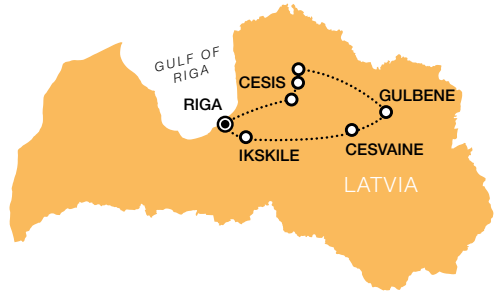 GULF OF
RIGA
CESIS
RIGA
GULBENE
IKSKILE
CESVAINE
LATVIA